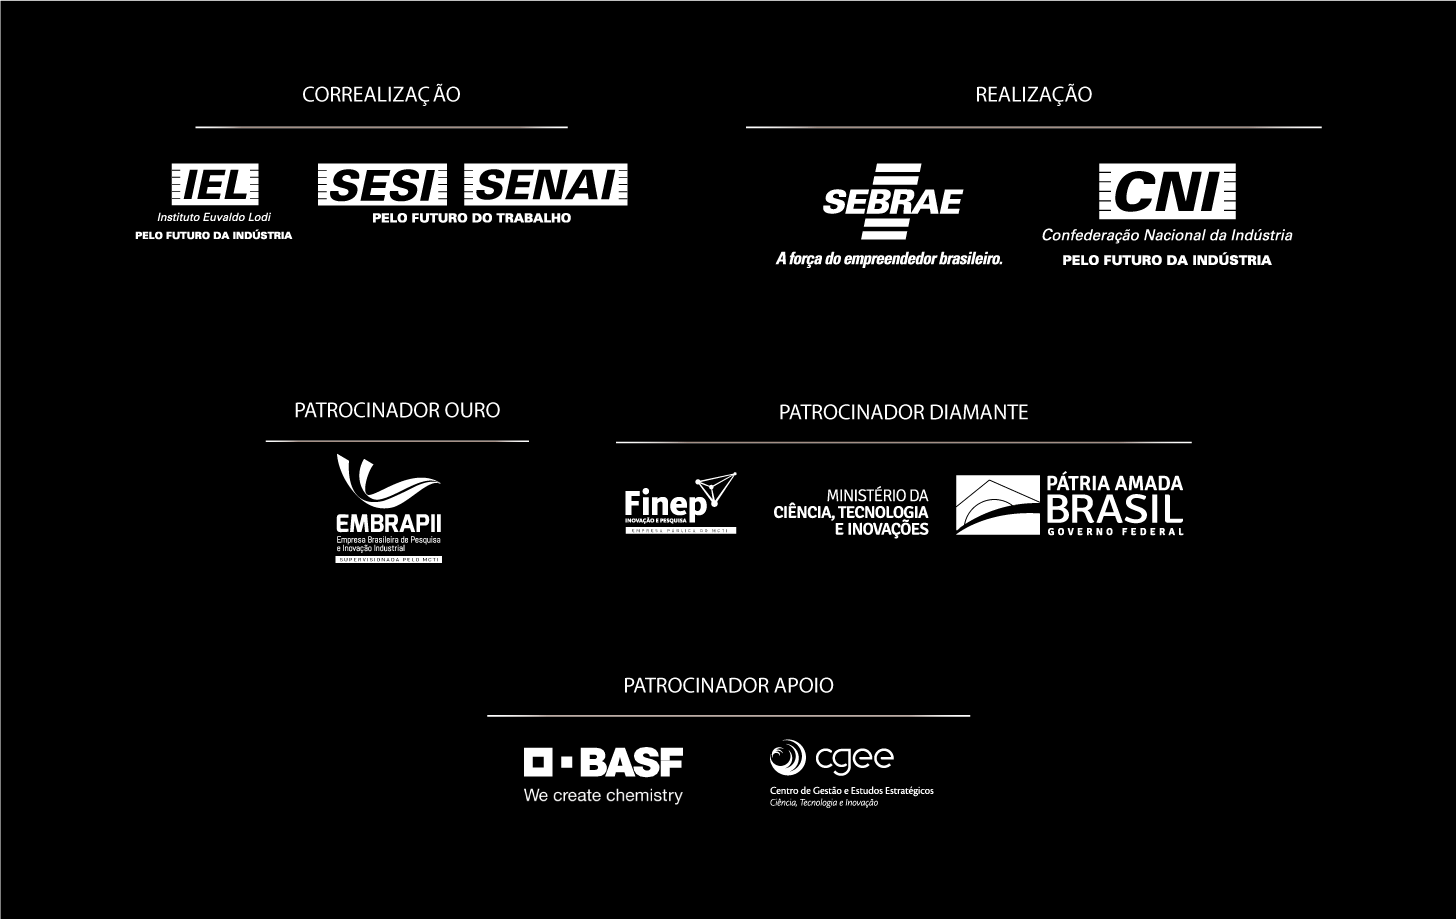 CORREALIZAÇÃO
IEL
Instituto Euvaldo Lodi
PELO FUTURO DA INDÚSTRIA
SESI SENAI
PELO FUTURO DO TRABALHO
REALIZAÇÃO
SEBRAE
A força do empreendedor brasileiro.
CNI
Confederação Nacional da Indústria
PELO FUTURO DA INDÚSTRIA
PATROCINADOR OURO
EMBRAPII
Empresa Brasileira de Pesquisa
e Inovação Industrial
SUPERVISIONADA PELO MCTI
PATROCINADOR DIAMANTE
Finep
INOVAÇÃO E PESQUISA
EMPRESA PÚBLICA DO MCTI
MINISTÉRIO DA
CIÊNCIA, TECNOLOGIA
E INOVAÇÕES
PÁTRIA AMADA
BRASIL
GOVERNO FEDERAL
PATROCINADOR APOIO
BASF
We create chemistry
cgee
Centro de Gestão e Estudos Estratégicos
Ciência, Tecnologia e Inovação